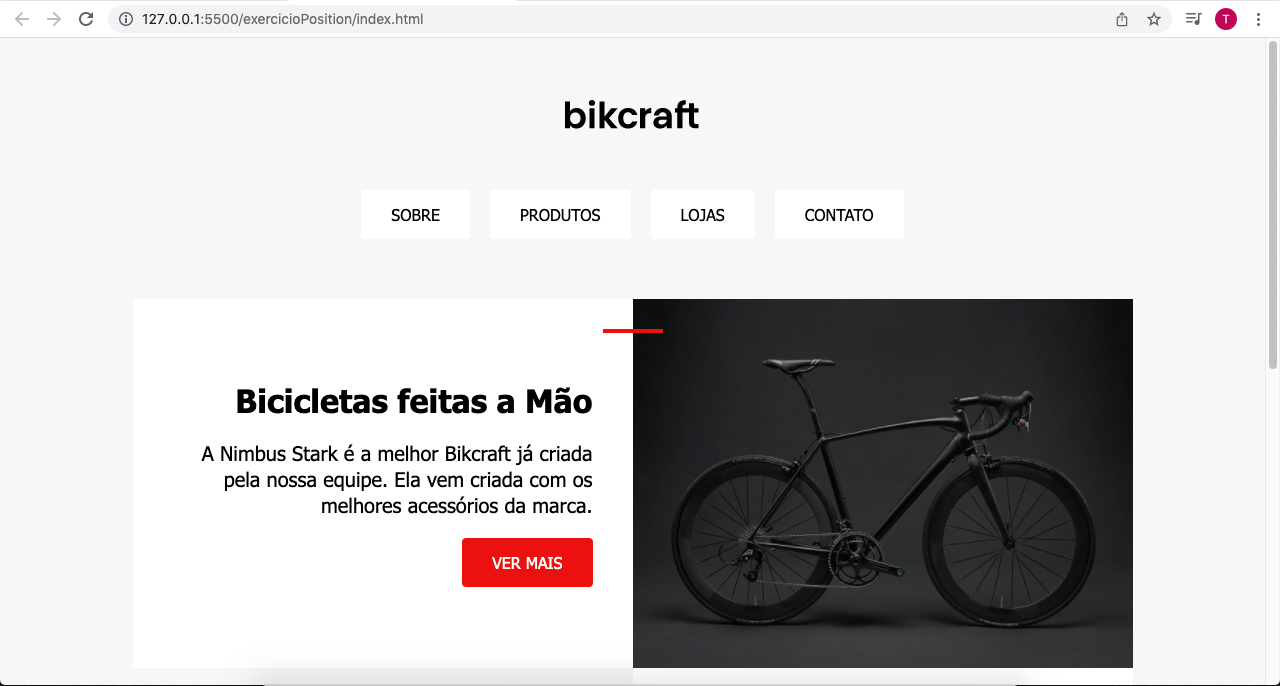 127.0.0.1:5500/exercicioPosition/index.html
T
bikcraft
SOBRE PRODUTOS LOJAS CONTATO
Bicicletas feitas a Mão
A Nimbus Stark é a melhor Bikcraft já criada
pela nossa equipe. Ela vem criada com os
melhores acessórios da marca.
VER MAIS